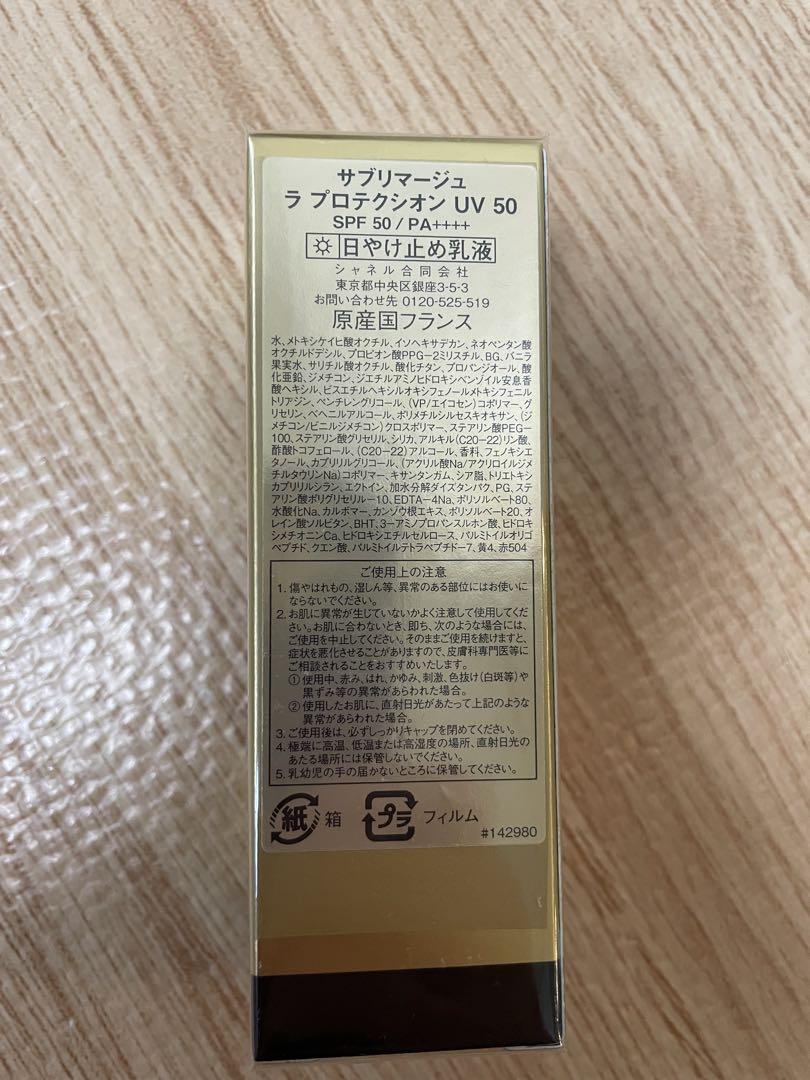 サブリマージュ
ラ プロテクシオン UV 50
SPF 50 / PA++++
日やけ止め乳液
シャネル合同会社
東京都中央区銀座3-5-3
お問い合わせ先 0120-525-519
原産国フランス
水、メトキシケイヒ酸オクチル、イソヘキサデカン、ネオペンタン酸
オクチルドデシル、プロピオン酸PPG-2ミリスチル、BG、バニラ
果実水、サリチル酸オクチル、酸化チタン、プロパンジオール、酸
化亜鉛、ジメチコン、ジエチルアミノヒドロキシベンゾイル安息香
酸ヘキシル、ビスエチルヘキシルオキシフェノールメトキシフェニル
トリアジン、ペンチレングリコール、(VP/エイコセン)コポリマー、グ
リセリン、ベヘニルアルコール、ポリメチルシルセスキオキサン、(ジ
メチコン/ビニルジメチコン)クロスポリマー、ステアリン酸PEG-
100、ステアリン酸グリセリル、シリカ、アルキル(C20-22)リン酸、
酢酸トコフェロール、(C20-22)アルコール、香料、フェノキシエ
タノール、カプリリルグリコール、(アクリル酸Na/アクリロイルジメ
チルタウリンNa)コポリマー、キサンタンガム、シア脂、トリエトキシ
カプリリルシラン、エクトイン、加水分解ダイズタンパク、PG、ステ
アリン酸ポリグリセリル-10、EDTA-4Na、ポリソルベート80、
水酸化Na、カルボマー、カンゾウ根エキス、ポリソルベート20、オ
レイン酸ソルビタン、BHT、3-アミノプロパンスルホン酸、ヒドロキ
シメチオニンCa、ヒドロキシエチルセルロース、パルミトイルオリゴ
ペプチド、クエン酸、パルミトイルテトラペプチド-7、黄4、赤504
ご使用上の注意
1. 傷やはれもの、湿しん等、異常のある部位にはお使いに
ならないでください。
2. お肌に異常が生じていないかよく注意して使用してくだ
さい。お肌に合わないとき、即ち、次のような場合には、
ご使用を中止してください。そのままご使用を続けますと、
症状を悪化させることがありますので、皮膚科専門医等に
ご相談されることをおすすめいたします。
①使用中、赤み、はれ、かゆみ、刺激、色抜け(白斑等)や
黒ずみ等の異常があらわれた場合。
②使用したお肌に、直射日光があたって上記のような
異常があらわれた場合。
3. ご使用後は、必ずしっかりキャップを閉めてください。
4. 極端に高温、低温または高湿度の場所、直射日光の
あたる場所には保管しないでください。
5. 乳幼児の手の届かないところに保管してください。
紙 箱 プラ フィルム
#142980